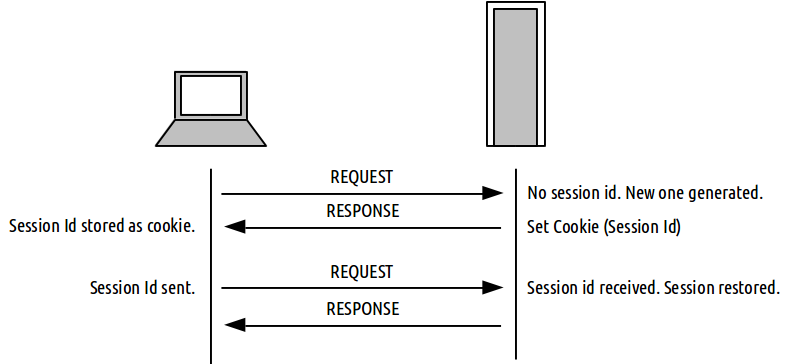 REQUEST
No session id. New one generated.
RESPONSE
Session Id stored as cookie.
Set Cookie (Session Id)
REQUEST
Session Id sent.
Session id received. Session restored.
RESPONSE